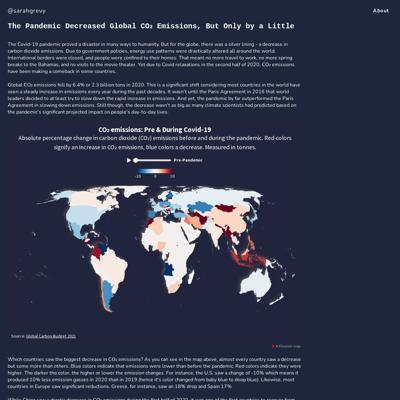 @sarahgrevy
About
The Pandemic Decreased Global CO₂ Emissions, But Only by a Little
The Covid-19 pandemic proved a disaster in many ways to humanity. But for the globe, there was a silver lining - a decrease in
carbon dioxide emissions. Due to government policies, energy use patterns were drastically altered all around the world.
International borders were closed, and people were confined to their homes. That meant no more travel to work, no more spring
breaks to the Bahamas, and no visits to the movie theater. Yet due to Covid relaxations in the second half of 2020, CO₂ emissions
have been making a comeback in some countries.
Global CO₂ emissions fell by 6.4% or 2.3 billion tons in 2020. This is a significant shift considering most countries in the world have
seen a steady increase in emissions every year during the past decades. It wasn't until the Paris Agreement in 2016 that world
leaders decided to at least try to slow down the rapid increase in emissions. And yet, the pandemic by far outperformed the Paris
Agreement in slowing down emissions. Still though, the decrease wasn't as big as many climate scientists had predicted based on
the pandemic's significant projected impact on people's day-to-day lives.
CO₂ emissions: Pre & During Covid-19
Absolute percentage change in carbon dioxide (CO₂) emissions before and during the pandemic. Red colors
signify an increase in CO₂ emissions, blue colors a decrease. Measured in tonnes.
Pre-Pandemic
Source: Global Carbon Budget 2021
A Flourish map
Which countries saw the biggest decrease in CO₂ emissions? As you can see in the map above, almost every country saw a decrease
but some more than others. Blue colors indicate that emissions were lower than before the pandemic. Red colors indicate they were
higher. The darker the color, the higher or lower the emission changes. For instance, the U.S. saw a change of -10% which means it
produced 10% less emission gasses in 2020 than in 2019 (hence it's color changed from baby blue to deep blue). Likewise, most
countries in Europe saw significant reductions. Greece, for instance, saw an 18% drop and Spain 17%